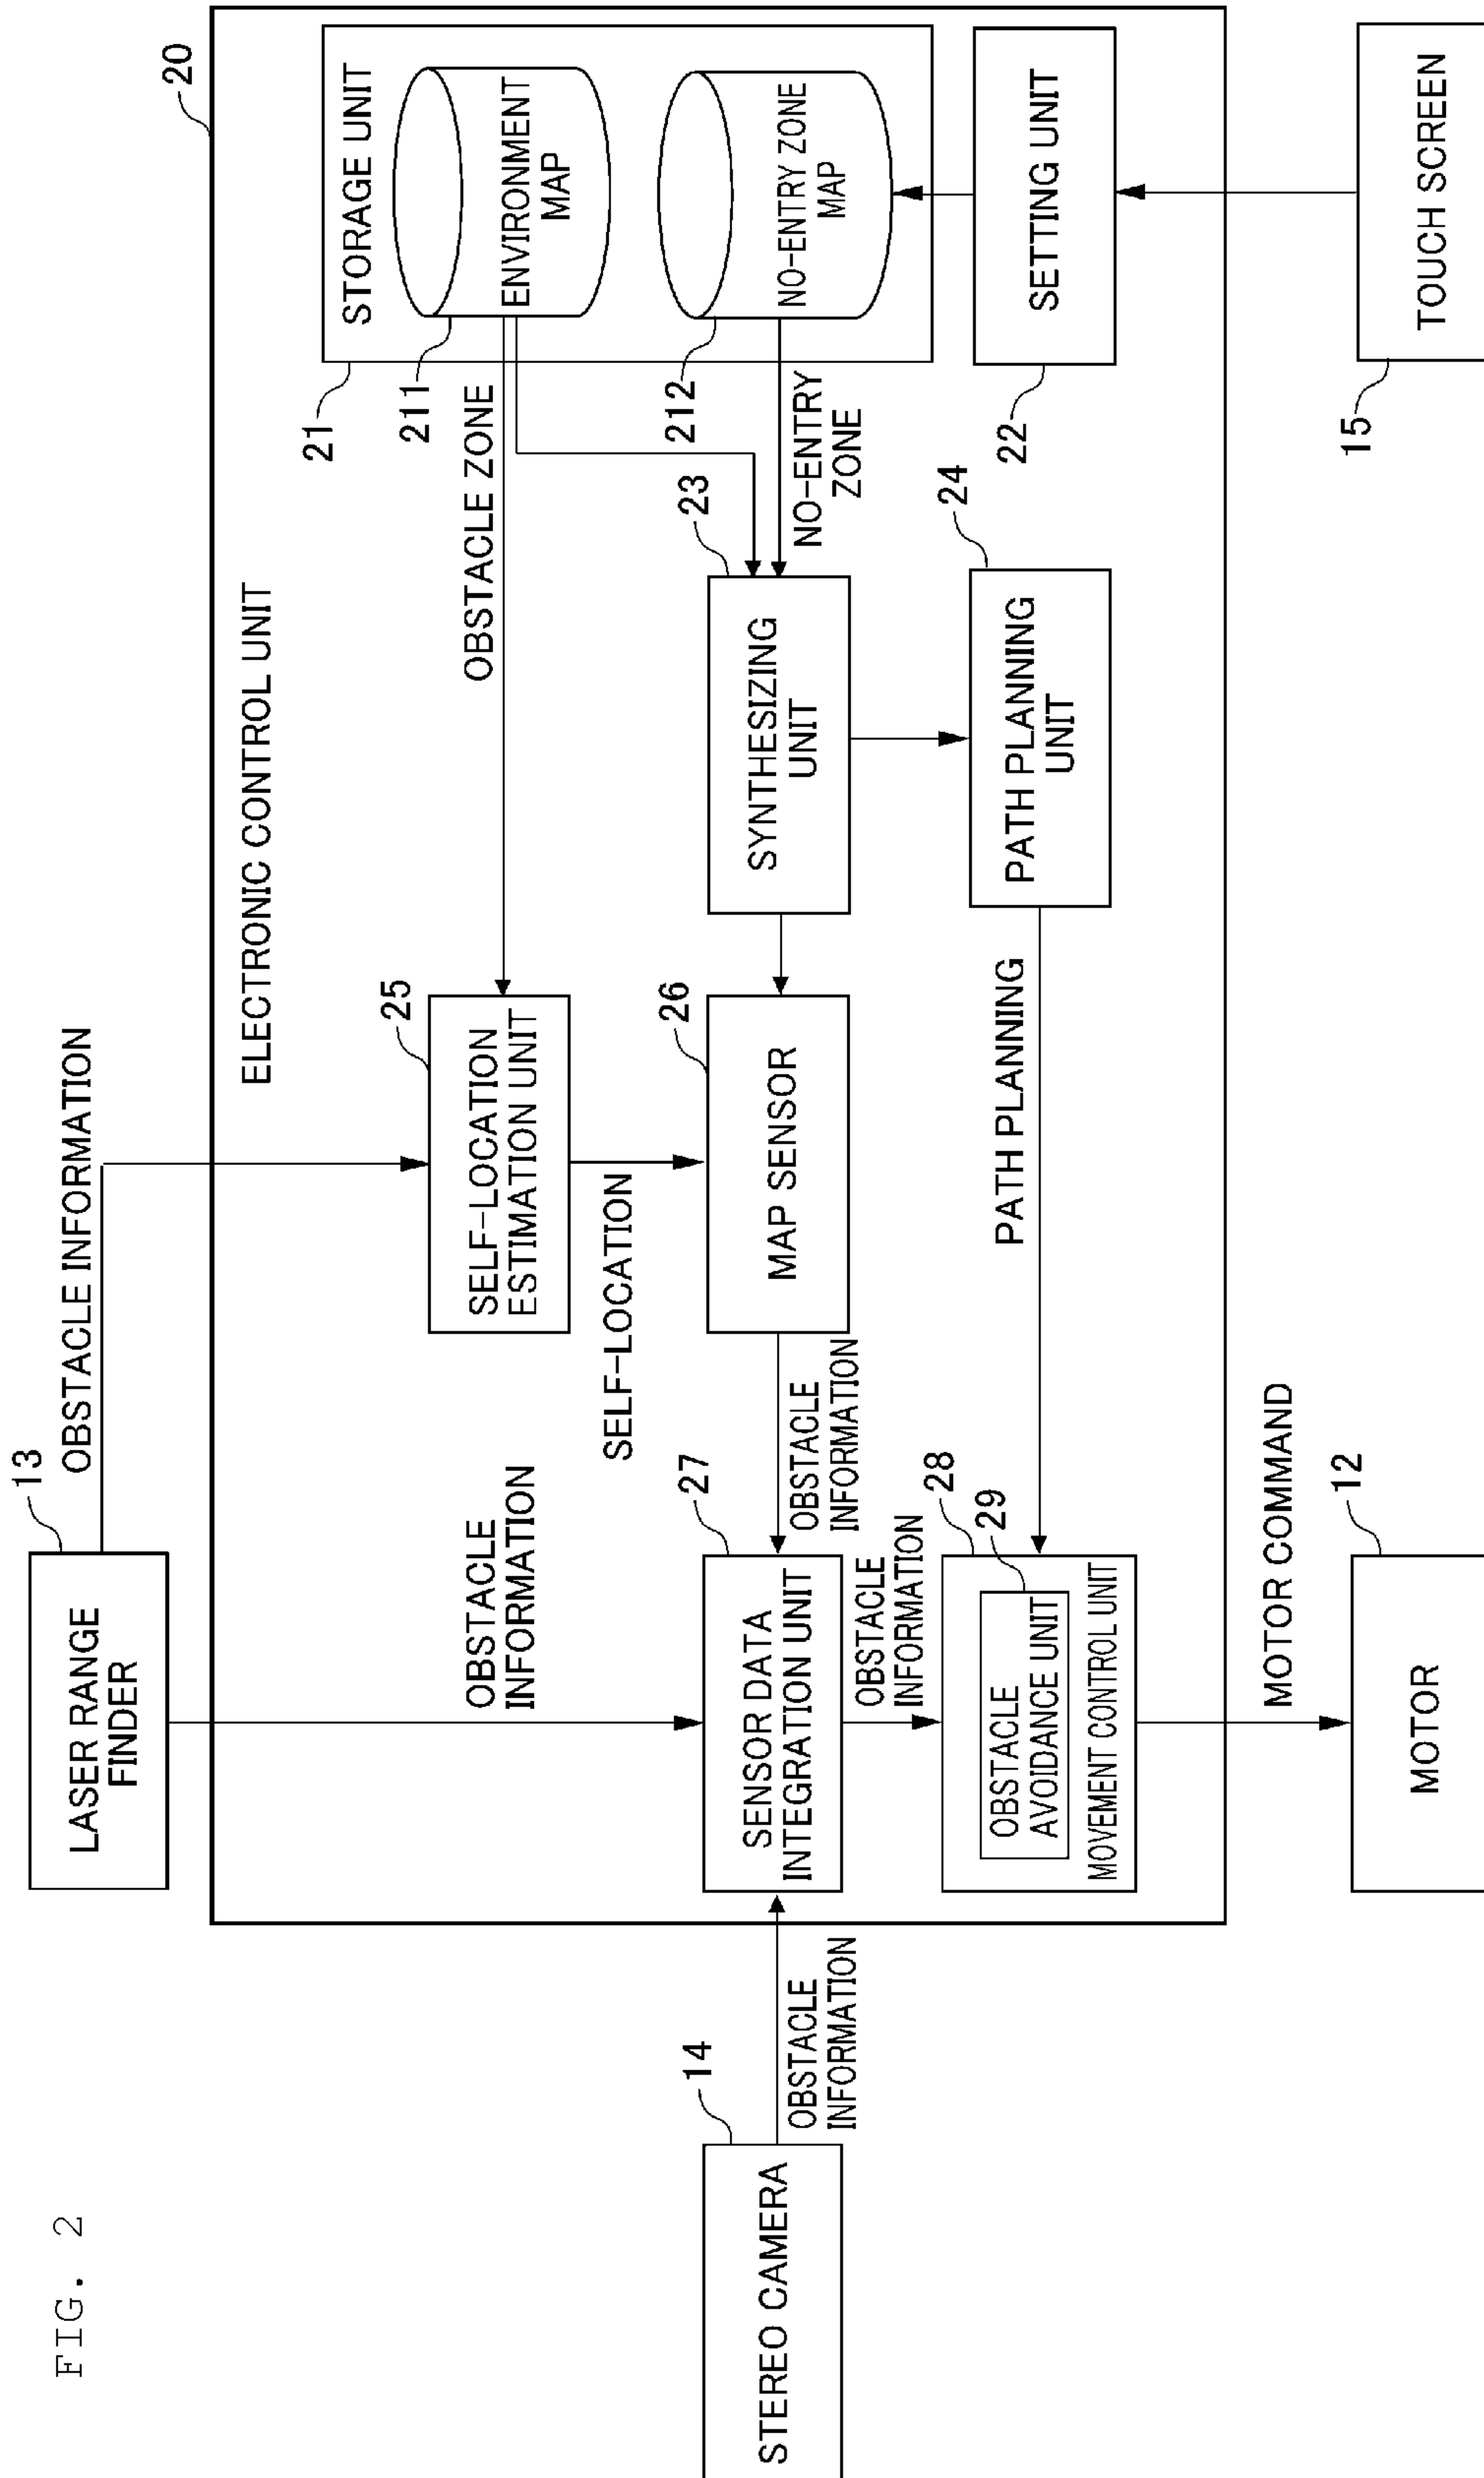 FIG. 2
13
LASER RANGE
FINDER
OBSTACLE INFORMATION
20
ELECTRONIC CONTROL UNIT
OBSTACLE
INFORMATION
25
SELF-LOCATION
ESTIMATION UNIT
SELF-LOCATION
OBSTACLE ZONE
21
STORAGE UNIT
211
ENVIRONMENT
MAP
212
NO-ENTRY ZONE
MAP
NO-ENTRY
ZONE
14
STEREO CAMERA
OBSTACLE
INFORMATION
27
SENSOR DATA
INTEGRATION UNIT
OBSTACLE
INFORMATION
26
MAP SENSOR
23
SYNTHESIZING
UNIT
OBSTACLE
INFORMATION
28
29
OBSTACLE
AVOIDANCE UNIT
MOVEMENT CONTROL UNIT
PATH PLANNING
24
PATH PLANNING
UNIT
22
SETTING UNIT
MOTOR COMMAND
12
MOTOR
15
TOUCH SCREEN